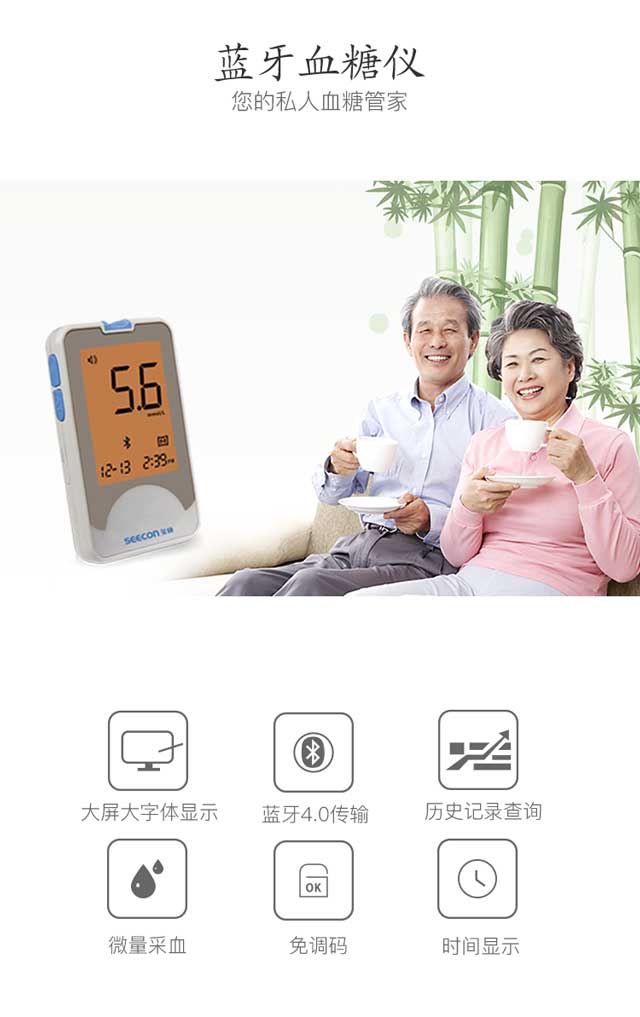 蓝牙血糖仪
您的私人血糖管家
5.6
mmol/L
12-13 2:39PM
SEECON
大屏大字体显示
蓝牙4.0传输
历史记录查询
OK
微量采血
免调码
时间显示